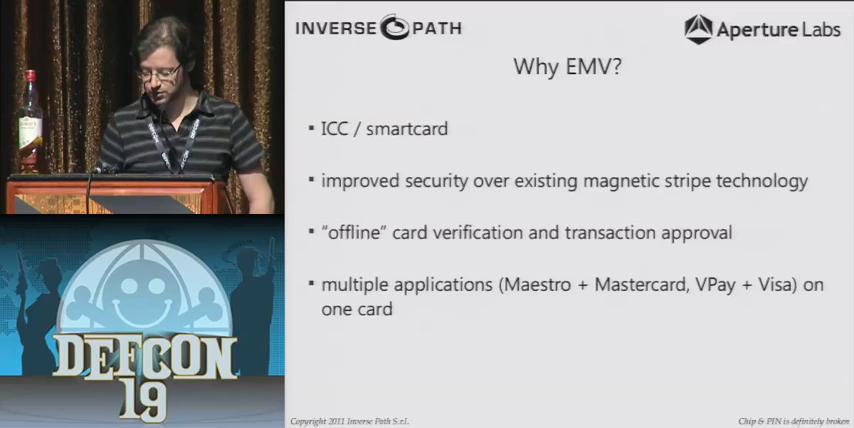 INVERSE PATH
Aperture Labs
Why EMV?
▪ ICC / smartcard
▪ improved security over existing magnetic stripe technology
▪ “offline” card verification and transaction approval
▪ multiple applications (Maestro + Mastercard, VPay + Visa) on
one card
DEFCON
19
Copyright 2011 Inverse Path S.r.l.
Chip & PIN is definitely broken